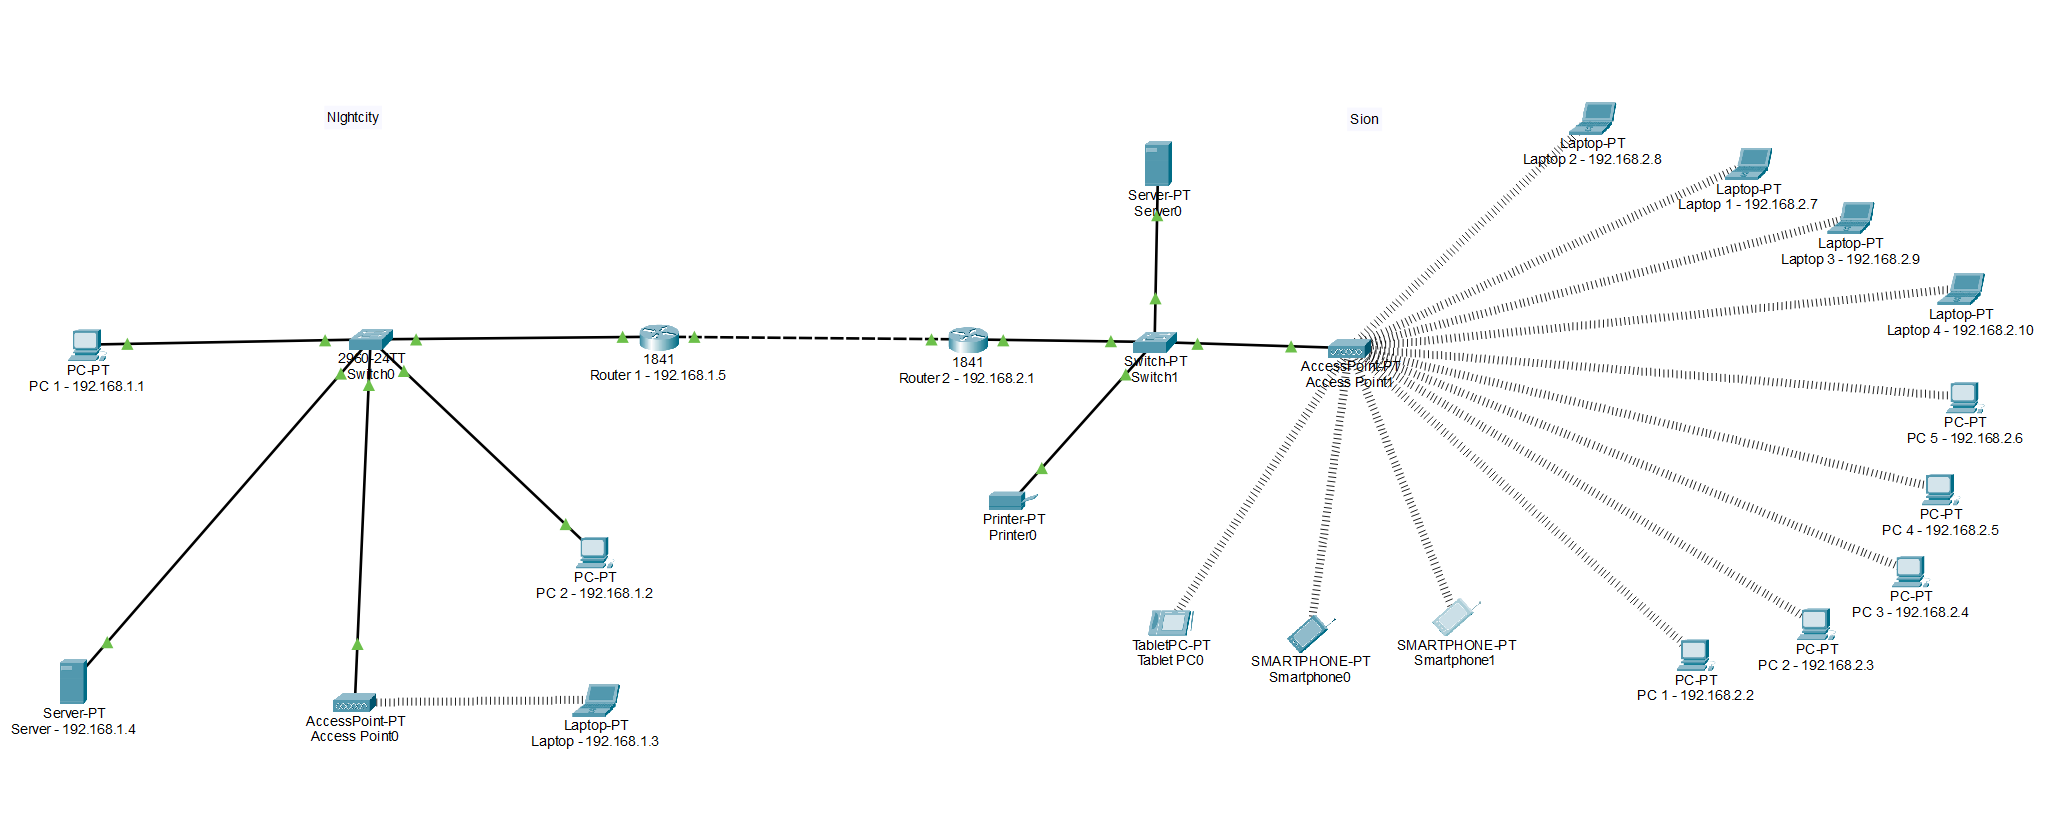 NIghtcity
Sion
Laptop-PT
Laptop 2 - 192.168.2.8
Laptop-PT
Laptop 1 - 192.168.2.7
Server-PT
Server0
Laptop-PT
Laptop 3 - 192.168.2.9
Laptop-PT
Laptop 4 - 192.168.2.10
PC-PT
PC 1 - 192.168.1.1
2960-24TT
Switch0
1841
Router 1 - 192.168.1.5
1841
Router 2 - 192.168.2.1
Switch-PT
Switch1
AccessPoint-PT
Access Point1
PC-PT
PC 5 - 192.168.2.6
PC-PT
PC 4 - 192.168.2.5
Printer-PT
Printer0
PC-PT
PC 2 - 192.168.1.2
PC-PT
PC 3 - 192.168.2.4
TabletPC-PT
Tablet PC0
SMARTPHONE-PT
Smartphone0
SMARTPHONE-PT
Smartphone1
PC-PT
PC 2 - 192.168.2.3
PC-PT
PC 1 - 192.168.2.2
Server-PT
Server - 192.168.1.4
AccessPoint-PT
Access Point0
Laptop-PT
Laptop - 192.168.1.3